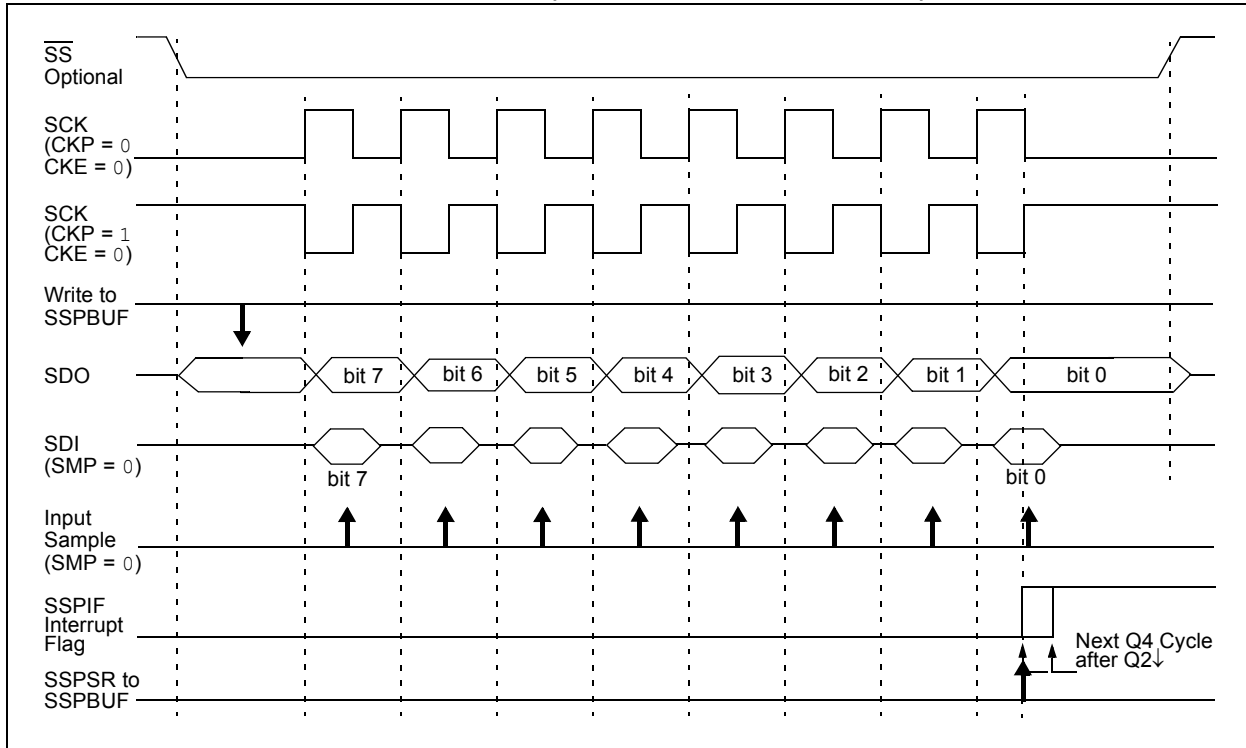 SS
Optional
SCK
(CKP = 0
CKE = 0)
SCK
(CKP = 1
CKE = 0)
Write to
SSPBUF
SDO
bit 7
bit 6
bit 5
bit 4
bit 3
bit 2
bit 1
bit 0
SDI
(SMP = 0)
bit 7
bit 0
Input
Sample
(SMP = 0)
SSPIF
Interrupt
Flag
Next Q4 Cycle
after Q2↓
SSPSR to
SSPBUF